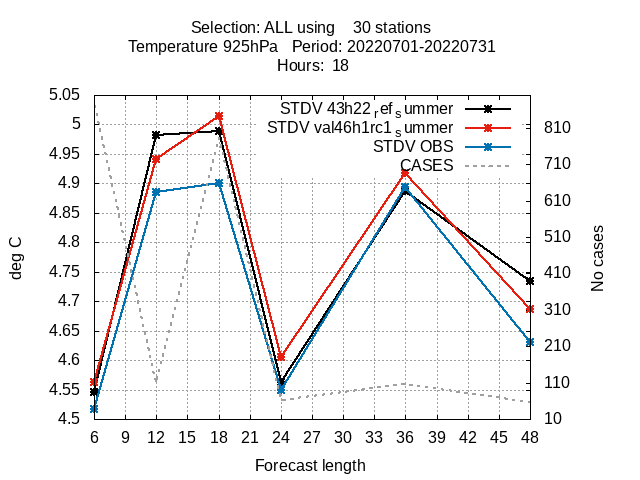 Selection: ALL using 30 stations
Temperature 925hPa Period: 20220701-20220731
Hours: 18
STDV 43h22refsummer
STDV val46h1rc1summer
STDV OBS
CASES
5.05
5
4.95
4.9
4.85
4.8
4.75
4.7
4.65
4.6
4.55
4.5
deg C
810
710
610
510
410
310
210
110
10
No cases
6 9 12 15 18 21 24 27 30 33 36 39 42 45 48
Forecast length